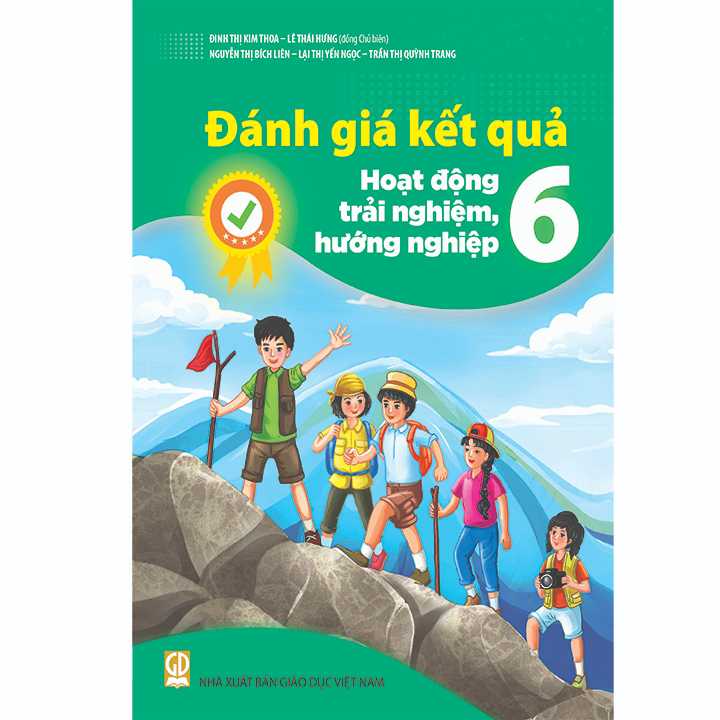 ĐINH THỊ KIM THOA – LÊ THÁI HƯNG (đồng Chủ biên)
NGUYỄN THỊ BÍCH LIÊN – LẠI THỊ YẾN NGỌC – TRẦN THỊ QUỲNH TRANG
Đánh giá kết quả
Hoạt động
trải nghiệm,
hướng nghiệp
6
GD
NHÀ XUẤT BẢN GIÁO DỤC VIỆT NAM